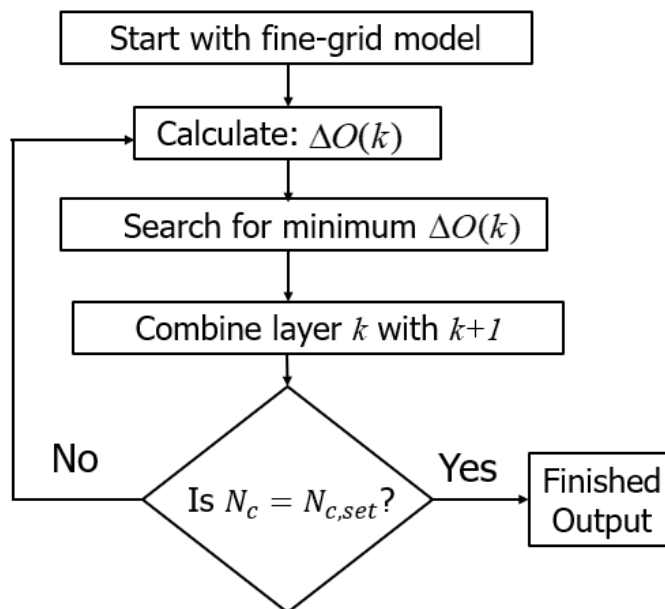 Start with fine-grid model
Calculate: ΔO(k)
Search for minimum ΔO(k)
Combine layer k with k+1
No
Yes
Is N_c = N_{c,set}?
Finished
Output